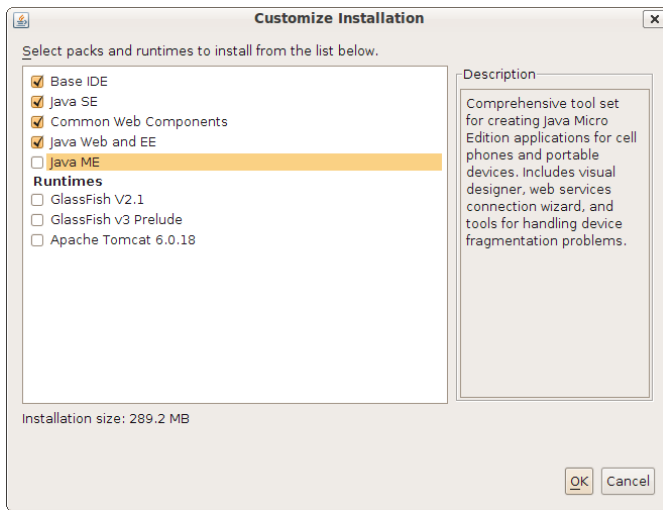 Customize Installation
Select packs and runtimes to install from the list below.
Base IDE
Java SE
Common Web Components
Java Web and EE
Java ME
Runtimes
GlassFish V2.1
GlassFish v3 Prelude
Apache Tomcat 6.0.18
Description
Comprehensive tool set
for creating Java Micro
Edition applications for cell
phones and portable
devices. Includes visual
designer, web services
connection wizard, and
tools for handling device
fragmentation problems.
Installation size: 289.2 MB
OK
Cancel